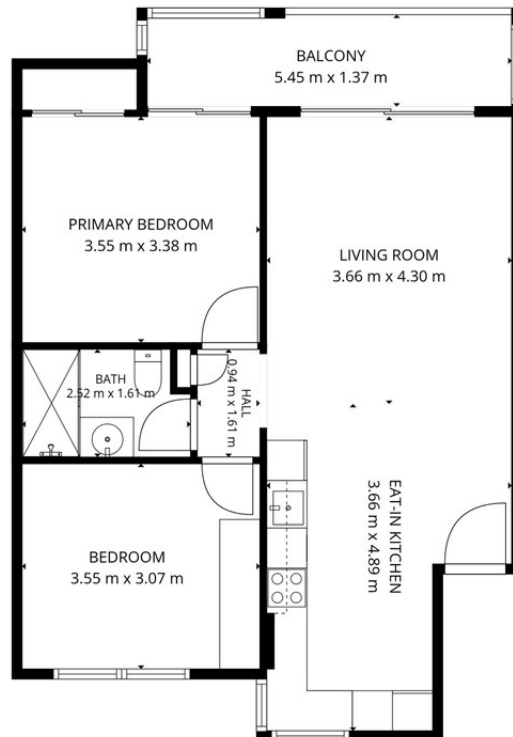 BALCONY
5.45 m x 1.37 m
PRIMARY BEDROOM
3.55 m x 3.38 m
LIVING ROOM
3.66 m x 4.30 m
BATH
2.52 m x 1.61 m
HALL
0.94 m x 1.61 m
EAT-IN KITCHEN
3.66 m x 4.89 m
BEDROOM
3.55 m x 3.07 m